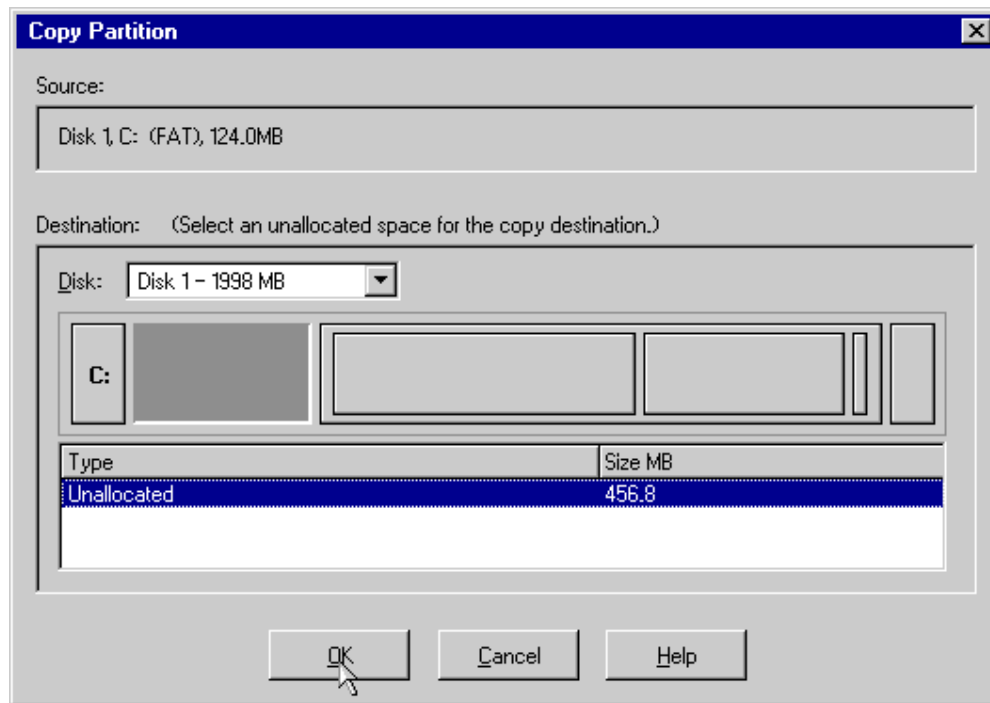 Copy Partition
Source:
Disk 1, C: (FAT), 124.0MB
Destination: (Select an unallocated space for the copy destination.)
Disk: Disk 1 - 1998 MB
C:
Type Size MB
Unallocated 456.8
OK Cancel Help